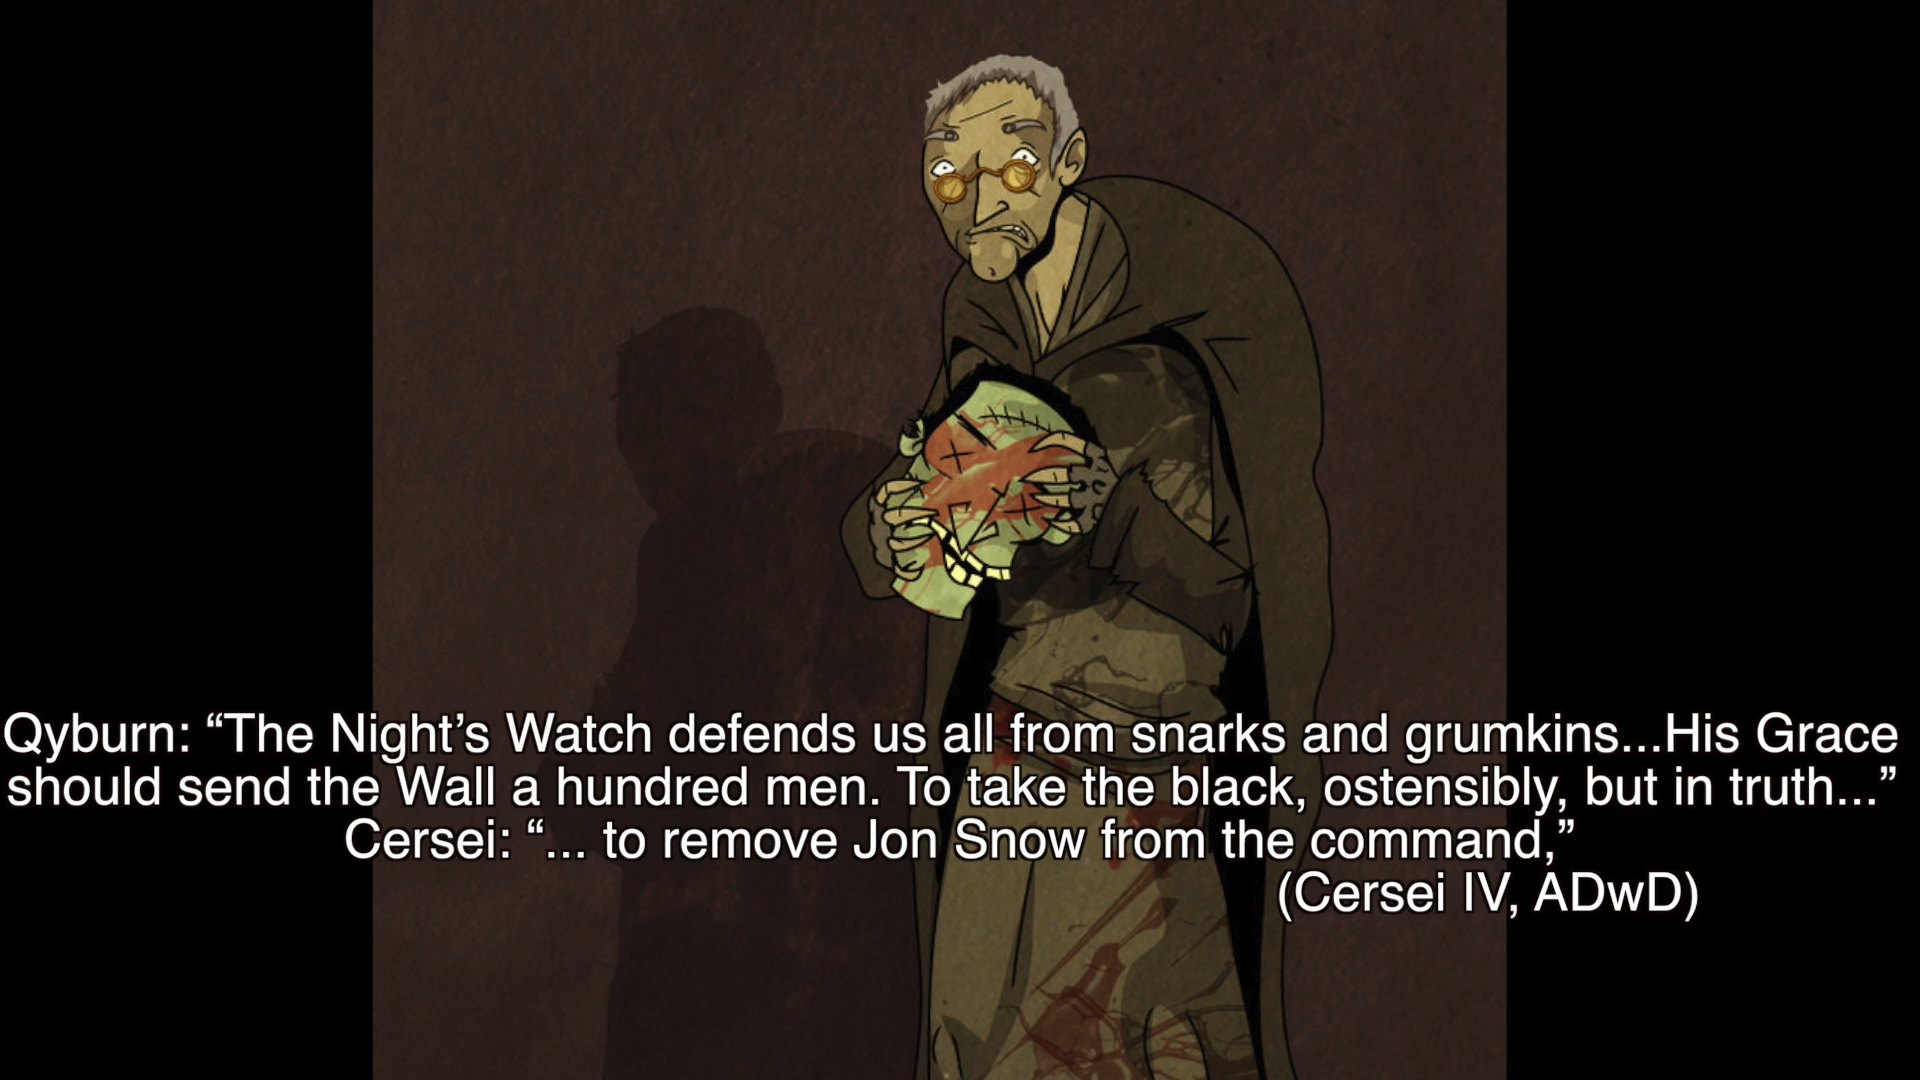 Qyburn: “The Night’s Watch defends us all from snarks and grumkins...His Grace
should send the Wall a hundred men. To take the black, ostensibly, but in truth...”
Cersei: “... to remove Jon Snow from the command,”
(Cersei IV, ADwD)